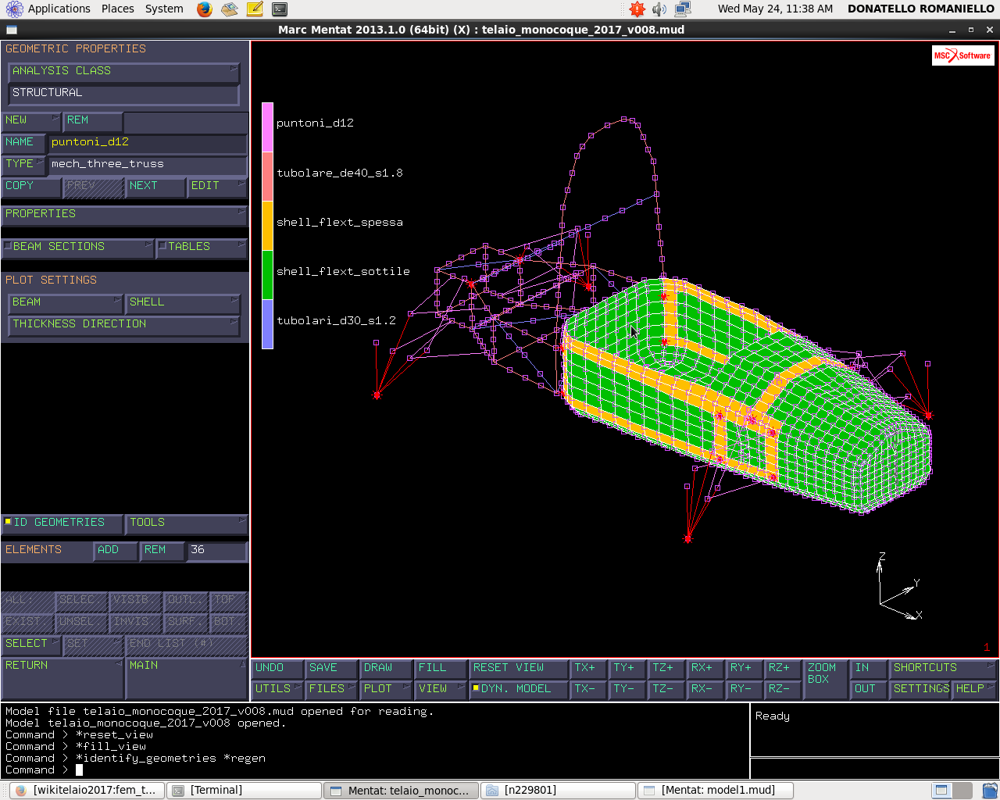 Applications Places System
Wed May 24, 11:38 AM DONATELLO ROMANIELLO
Marc Mentat 2013.1.0 (64bit) (X) : telaio_monocoque_2017_v008.mud
GEOMETRIC PROPERTIES
ANALYSIS CLASS
STRUCTURAL
NEW REM
NAME puntoni_d12
TYPE mech_three_truss
COPY PREV NEXT EDIT
PROPERTIES
BEAM SECTIONS TABLES
PLOT SETTINGS
BEAM SHELL
THICKNESS DIRECTION
ID GEOMETRIES TOOLS
ELEMENTS ADD REM 36
ALL: SELEC. VISIB. OUTL. TOP
EXIST. UNSEL. INVIS. SURF. BOT
SELECT SET END LIST (#)
RETURN MAIN
MSC Software
puntoni_d12
tubolare_de40_s1.8
shell_flext_spessa
shell_flext_sottile
tubolari_d30_s1.2
Z
Y
X
1
UNDO SAVE DRAW FILL RESET VIEW TX+ TY+ TZ+ RX+ RY+ RZ+ ZOOM BOX IN SHORTCUTS
UTILS FILES PLOT VIEW DYN. MODEL TX- TY- TZ- RX- RY- RZ- OUT SETTINGS HELP
Model file telaio_monocoque_2017_v008.mud opened for reading.
Model telaio_monocoque_2017_v008 opened.
Command > *reset_view
Command > *fill_view
Command > *identify_geometries *regen
Command >
Ready
[wikitelaio2017:fem_t... [Terminal] Mentat: telaio_monoc... [n229801] [Mentat: model1.mud]